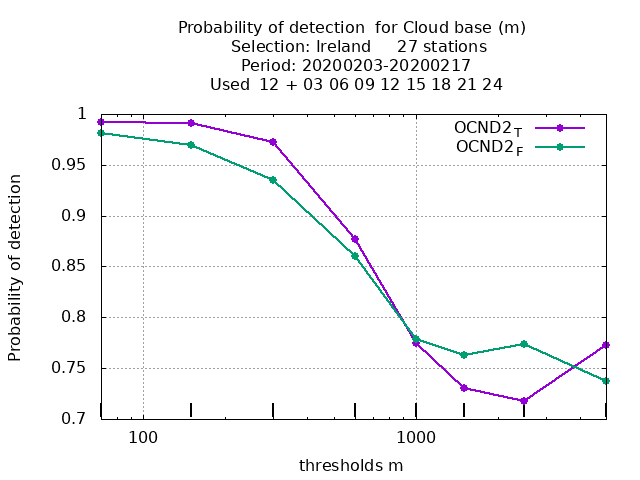 Probability of detection  for Cloud base (m)
Selection: Ireland     27 stations
Period: 20200203-20200217
Used  12 + 03 06 09 12 15 18 21 24
OCND2_T
OCND2_F
1
0.95
0.9
0.85
0.8
0.75
0.7
Probability of detection
100 1000
thresholds m